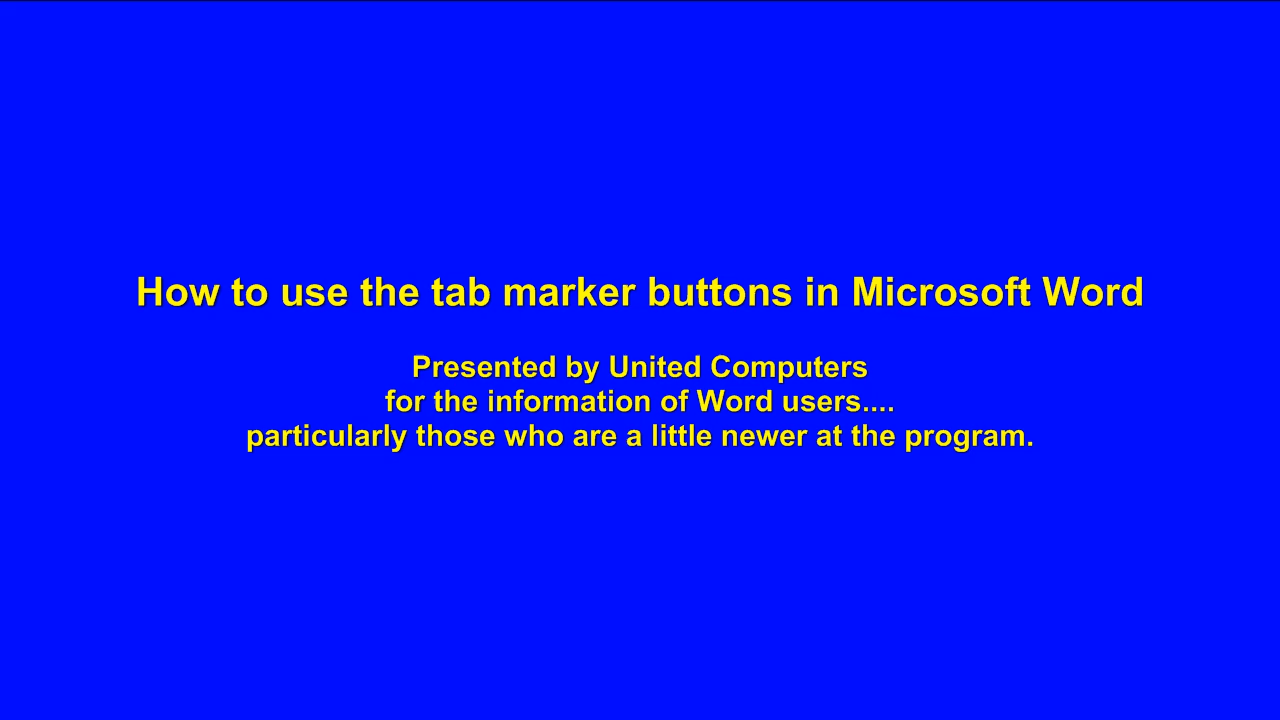 How to use the tab marker buttons in Microsoft Word
Presented by United Computers
for the information of Word users....
particularly those who are a little newer at the program.